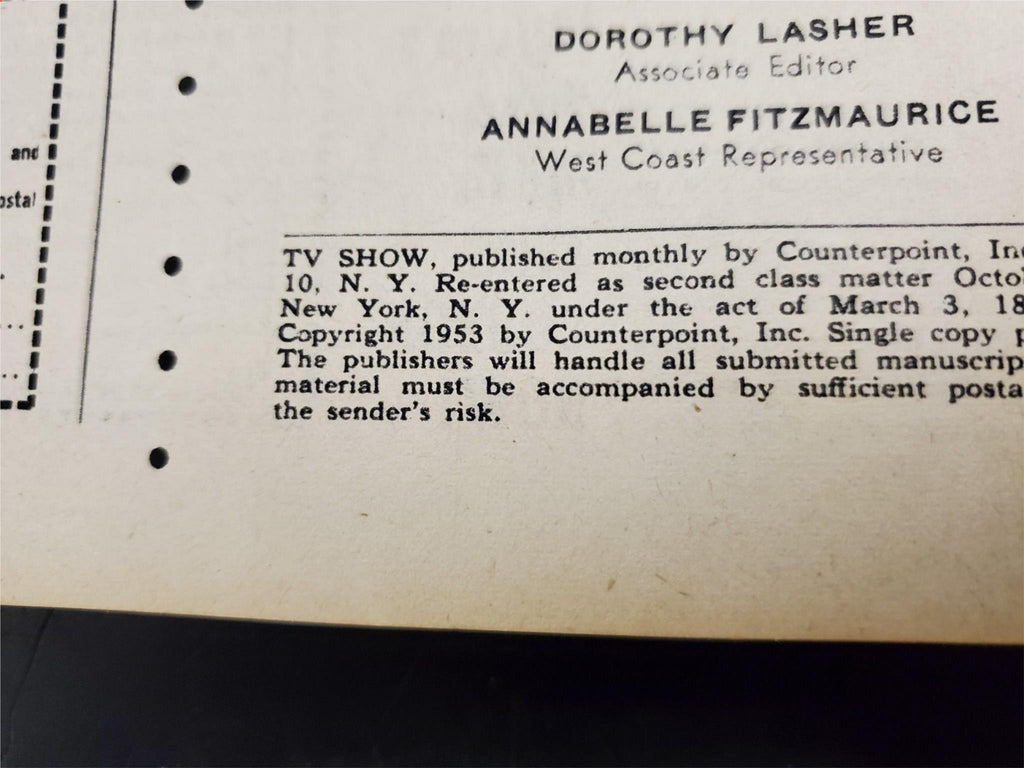 DOROTHY LASHER
Associate Editor
ANNABELLE FITZMAURICE
West Coast Representative
and
TV SHOW, published monthly by Counterpoint,
10, N. Y. Re-entered as second class matter
New York, N. Y. under the act of March 3, 18
Copyright 1953 by Counterpoint, Inc. Single copy
The publishers will handle all submitted
material must be accompanied by sufficient
the sender's risk.